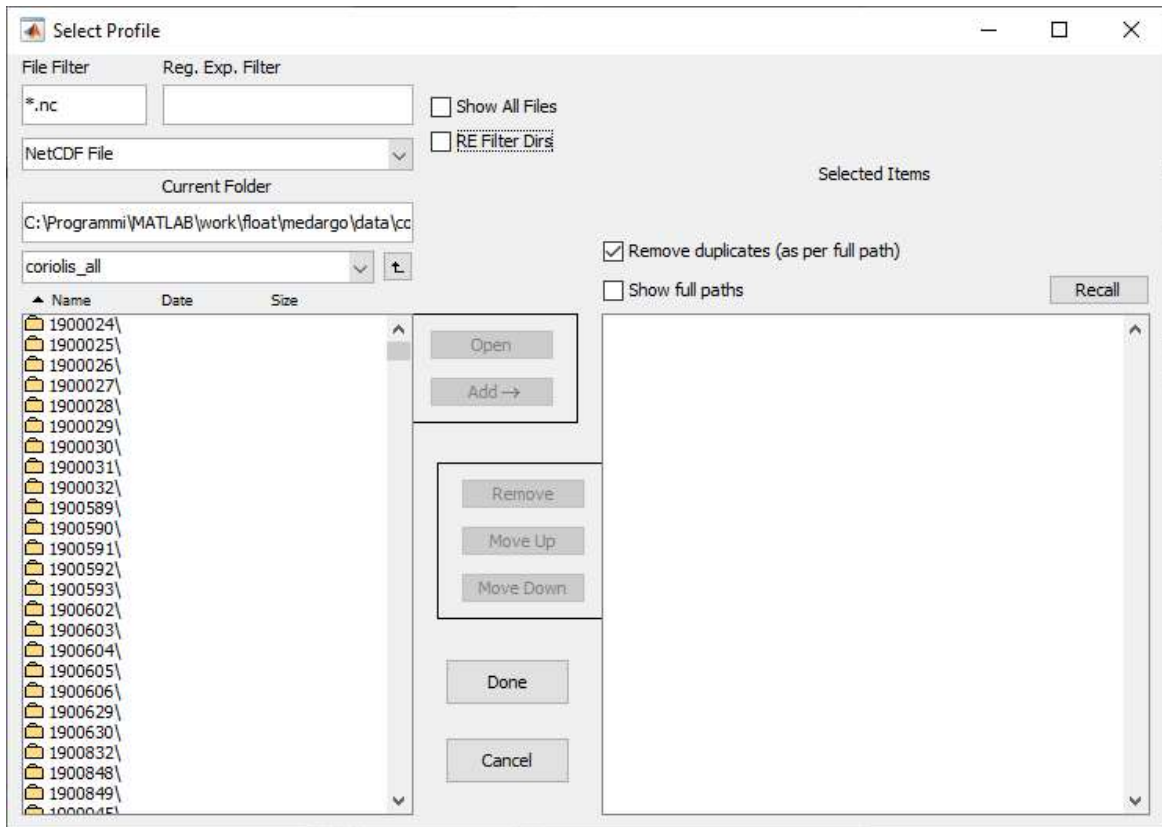 Select Profile
File Filter Reg. Exp. Filter
*.nc
Show All Files
RE Filter Dirs
NetCDF File
Selected Items
Current Folder
C:\Programmi\MATLAB\work\float\medargo\data\cc
Remove duplicates (as per full path)
coriolis_all
Show full paths Recall
Name Date Size
1900024\
1900025\
1900026\
1900027\
1900028\
1900029\
1900030\
1900031\
1900032\
1900589\
1900590\
1900591\
1900592\
1900593\
1900602\
1900603\
1900604\
1900605\
1900606\
1900629\
1900630\
1900832\
1900848\
1900849\
Open
Add →
Remove
Move Up
Move Down
Done
Cancel